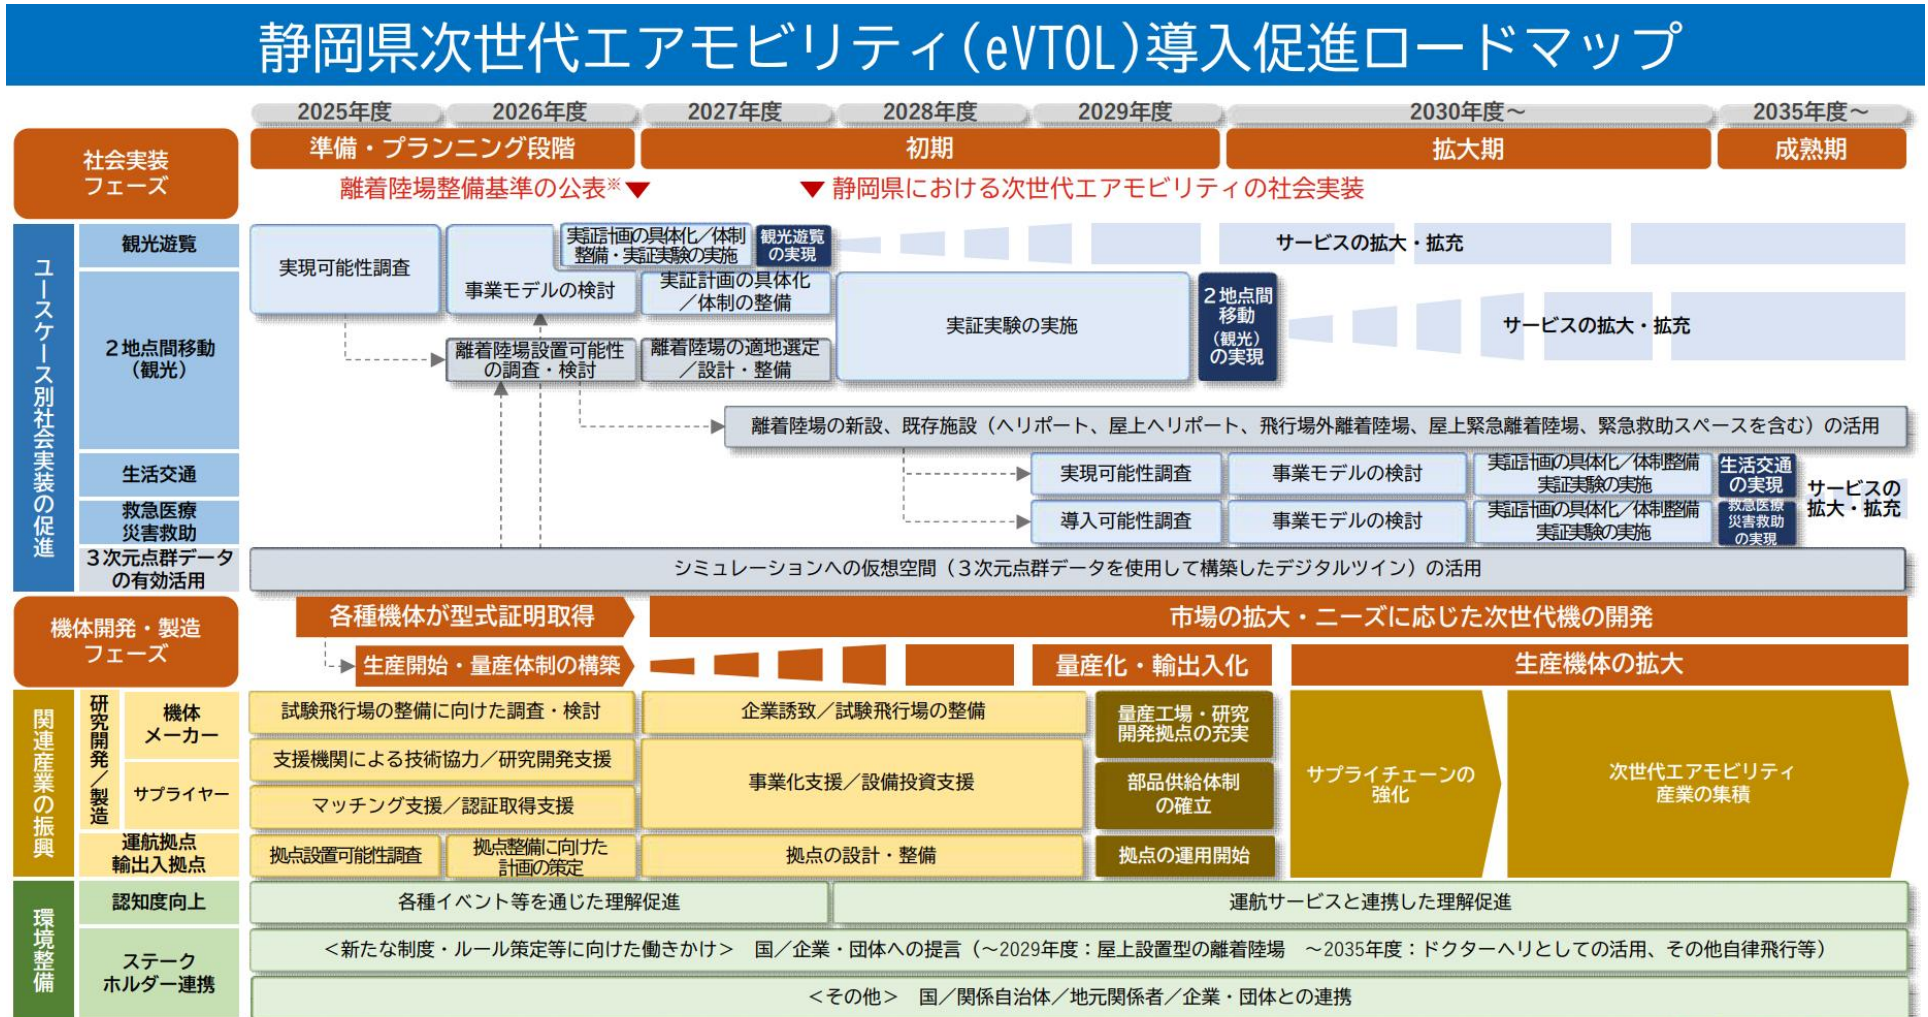 静岡県次世代エアモビリティ(eVTOL)導入促進ロードマップ
2025年度
2026年度
2027年度
2028年度
2029年度
2030年度～
2035年度～
社会実装
フェーズ
準備・プランニング段階
初期
拡大期
成熟期
離着陸場整備基準の公表※▼
▼静岡県における次世代エアモビリティの社会実装
ユースケース別社会実装の促進
観光遊覧
実現可能性調査
事業モデルの検討
実証計画の具体化／体制
整備・実証実験の実施
観光遊覧
の実現
サービスの拡大・拡充
２地点間移動
（観光）
実証計画の具体化
／体制の整備
実証実験の実施
２地点間
移動
（観光）
の実現
サービスの拡大・拡充
離着陸場設置可能性
の調査・検討
離着陸場の適地選定
／設計・整備
離着陸場の新設、既存施設（ヘリポート、屋上ヘリポート、飛行場外離着陸場、屋上緊急離着陸場、緊急救助スペースを含む）の活用
生活交通
実現可能性調査
事業モデルの検討
実証計画の具体化／体制整備
実証実験の実施
生活交通
の実現
サービスの
拡大・拡充
救急医療
災害救助
導入可能性調査
事業モデルの検討
実証計画の具体化／体制整備
実証実験の実施
救急医療
災害救助
の実現
３次元点群データ
の有効活用
シミュレーションへの仮想空間（３次元点群データを使用して構築したデジタルツイン）の活用
機体開発・製造
フェーズ
各種機体が型式証明取得
市場の拡大・ニーズに応じた次世代機の開発
生産開始・量産体制の構築
量産化・輸出入化
生産機体の拡大
関連産業の振興
研究開発／製造
機体
メーカー
試験飛行場の整備に向けた調査・検討
企業誘致／試験飛行場の整備
量産工場・研究
開発拠点の充実
支援機関による技術協力／研究開発支援
事業化支援／設備投資支援
サプライヤー
マッチング支援／認証取得支援
部品供給体制
の確立
サプライチェーンの
強化
次世代エアモビリティ
産業の集積
運航拠点
輸出入拠点
拠点設置可能性調査
拠点整備に向けた
計画の策定
拠点の設計・整備
拠点の運用開始
環境整備
認知度向上
各種イベント等を通じた理解促進
運航サービスと連携した理解促進
ステーク
ホルダー連携
＜新たな制度・ルール策定等に向けた働きかけ＞　国／企業・団体への提言（～2029年度：屋上設置型の離着陸場　～2035年度：ドクターヘリとしての活用、その他自律飛行等）
＜その他＞　国／関係自治体／地元関係者／企業・団体との連携